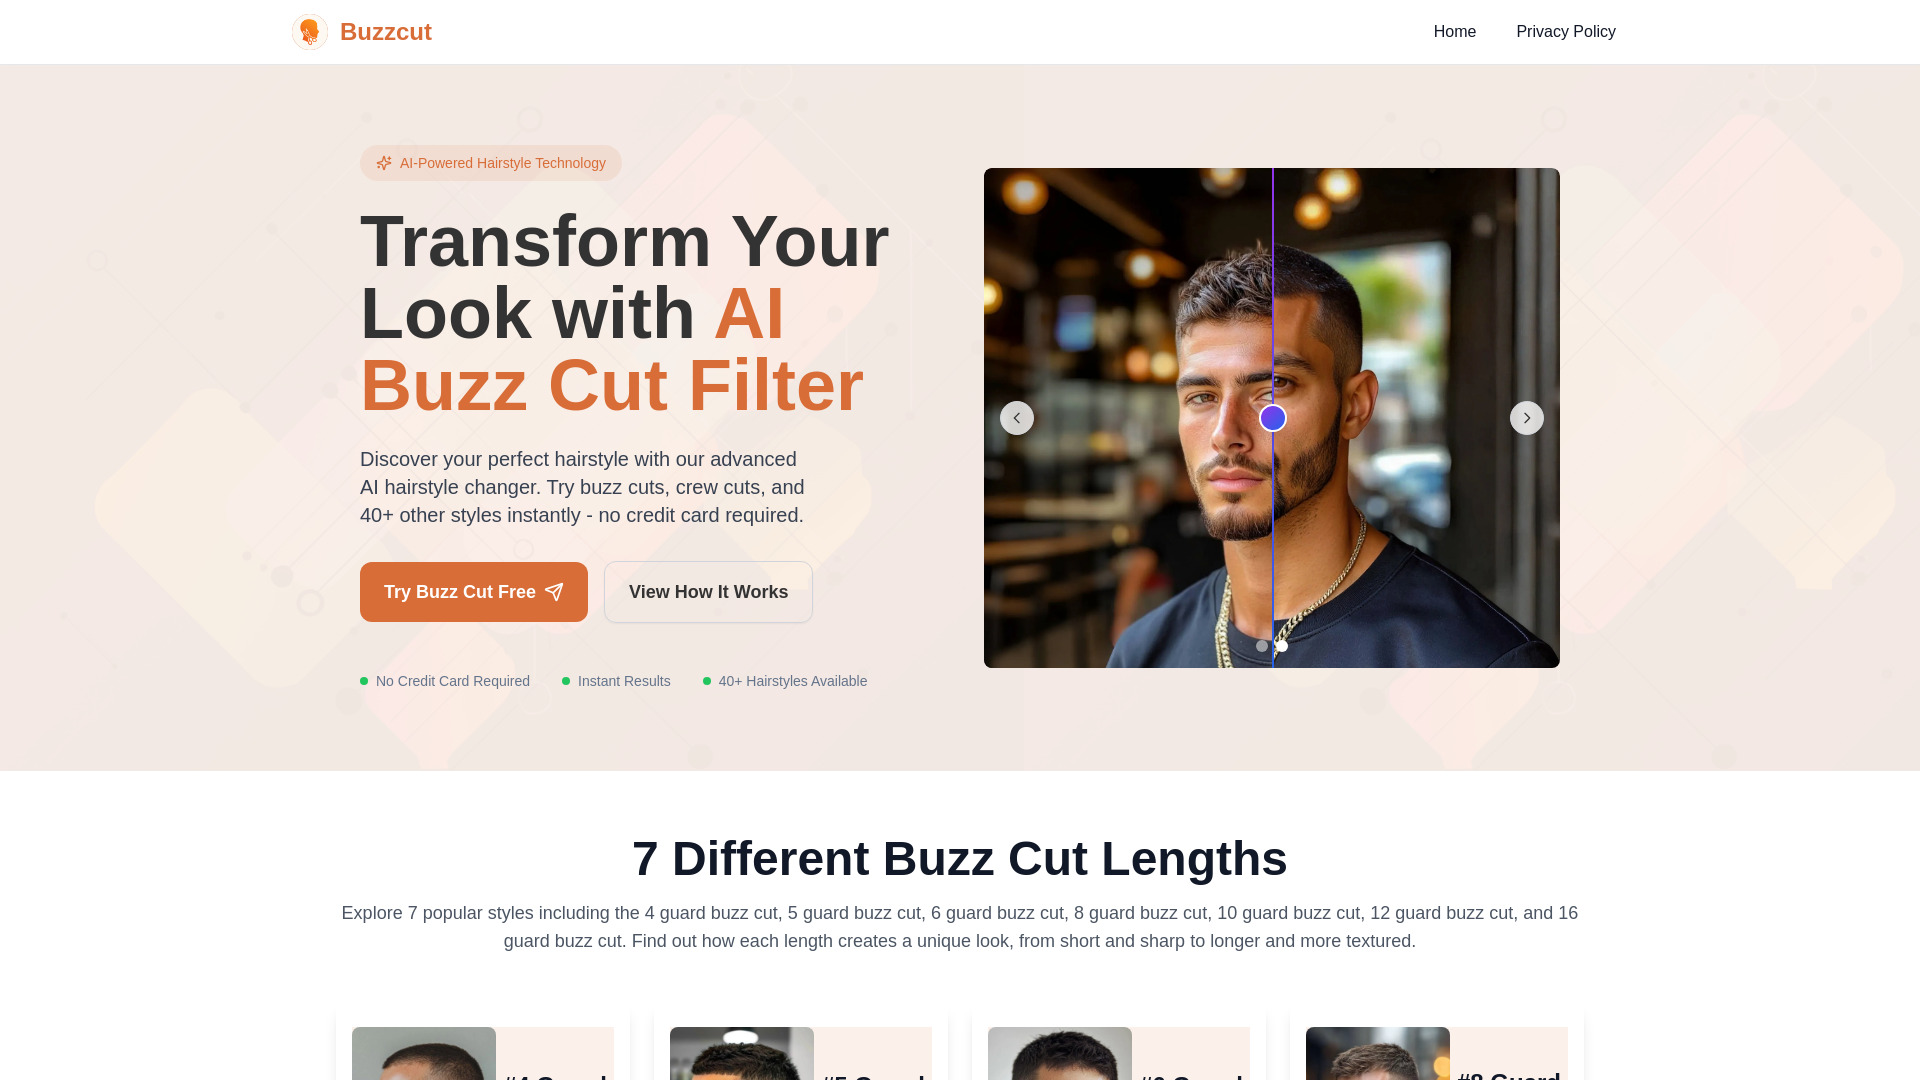 Buzzcut
Home
Privacy Policy
AI-Powered Hairstyle Technology
Transform Your
Look with AI
Buzz Cut Filter
Discover your perfect hairstyle with our advanced
AI hairstyle changer. Try buzz cuts, crew cuts, and
40+ other styles instantly - no credit card required.
Try Buzz Cut Free
View How It Works
No Credit Card Required
Instant Results
40+ Hairstyles Available
7 Different Buzz Cut Lengths
Explore 7 popular styles including the 4 guard buzz cut, 5 guard buzz cut, 6 guard buzz cut, 8 guard buzz cut, 10 guard buzz cut, 12 guard buzz cut, and 16
guard buzz cut. Find out how each length creates a unique look, from short and sharp to longer and more textured.
#4 Guard
#5 Guard
#6 Guard
#8 Guard